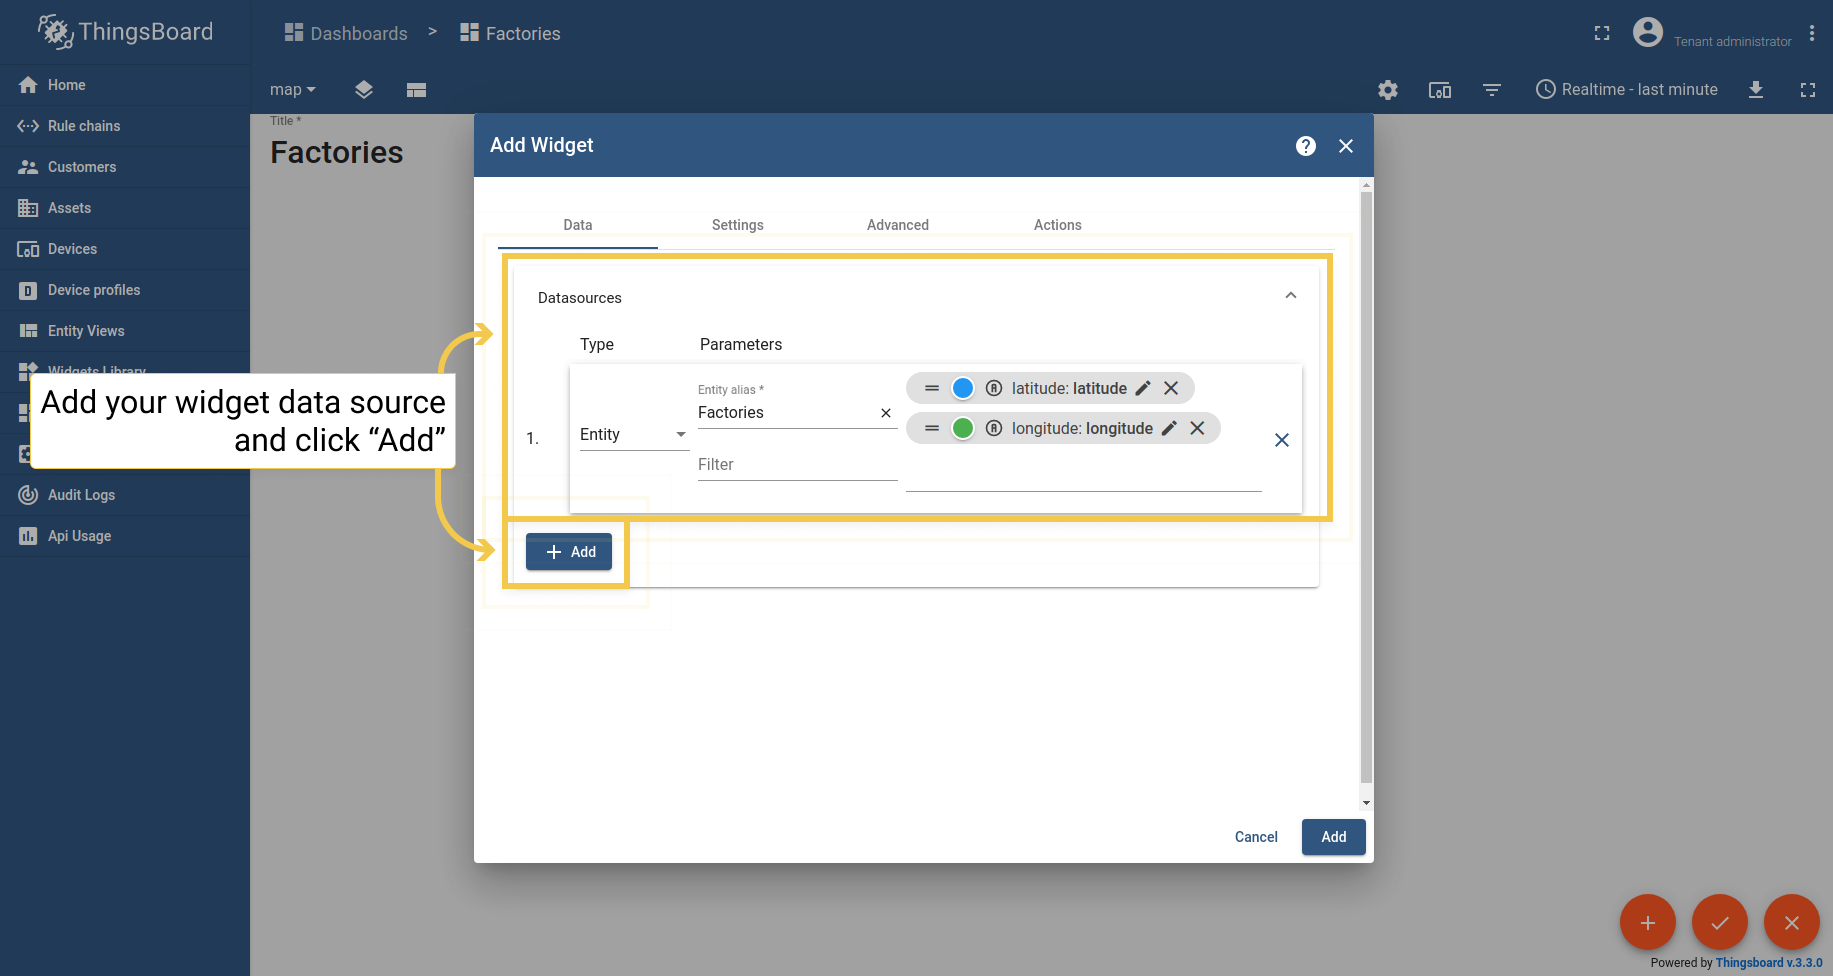 ThingsBoard
Dashboards > Factories
Tenant administrator
Home
Rule chains
Customers
Assets
Devices
Device profiles
Entity Views
Widgets Library
Audit Logs
Api Usage
map
Realtime - last minute
Title *
Factories
Add your widget data source
and click “Add”
Add Widget
Data Settings Advanced Actions
Datasources
Type Parameters
1.
Entity
Entity alias *
Factories
Filter
latitude: latitude
longitude: longitude
Add
Cancel Add
Powered by Thingsboard v.3.3.0